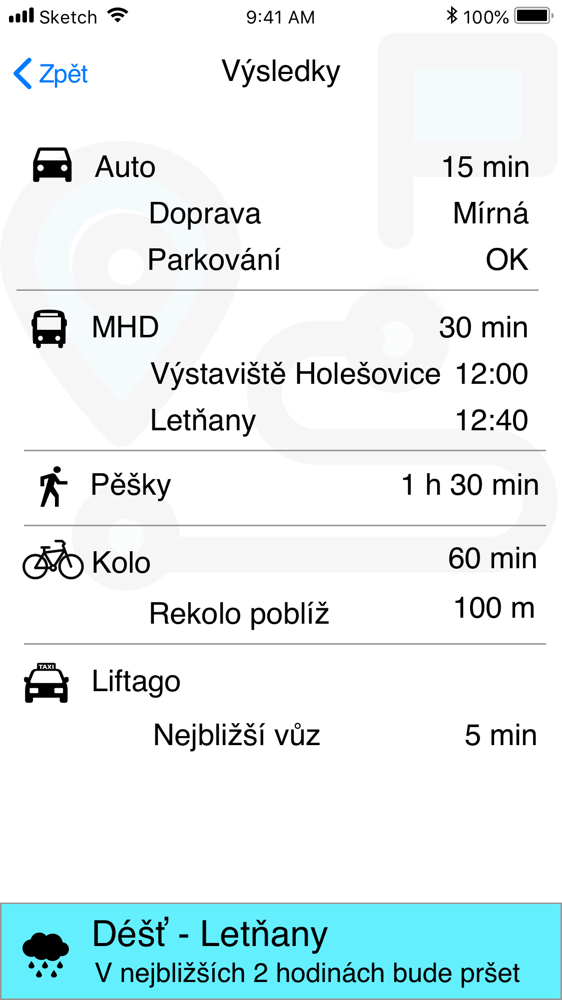 Sketch 9:41 AM 100%
Zpět Výsledky
Auto 15 min
Doprava Mírná
Parkování OK
MHD 30 min
Výstaviště Holešovice 12:00
Letňany 12:40
Pěšky 1 h 30 min
Kolo 60 min
Rekolo poblíž 100 m
TAXI
Liftago
Nejbližší vůz 5 min
Déšť - Letňany
V nejbližších 2 hodinách bude pršet